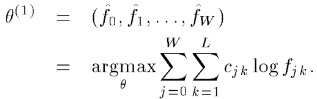 θ^{(1)} = (f̂_0, f̂_1, . . . , f̂_W)
= argmax_θ ∑_{j=0}^{W} ∑_{k=1}^{L} c_{jk} log f_{jk}.